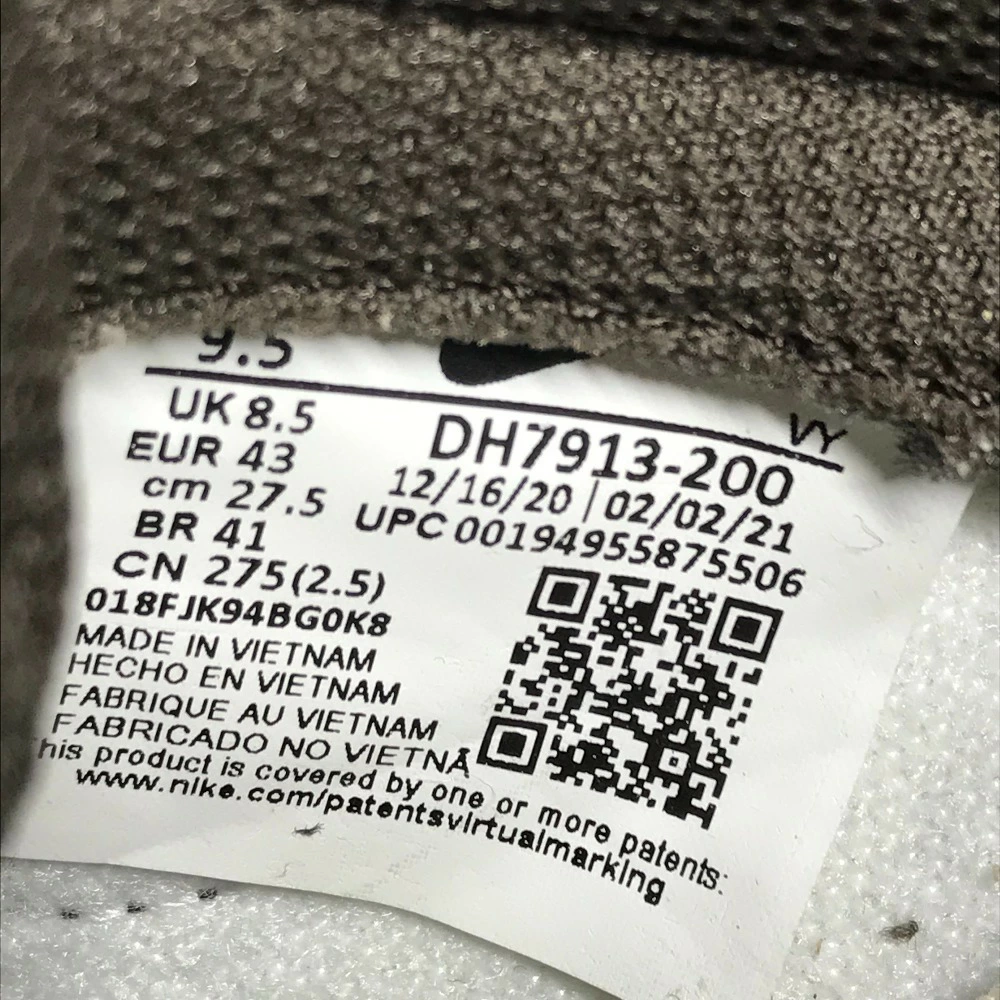 9.5
VY
UK 8.5
EUR 43
cm 27.5
BR 41
CN 275(2.5)
018FJK94BG0K8
DH7913-200
12/16/20 | 02/02/21
UPC 00194955875506
MADE IN VIETNAM
HECHO EN VIETNAM
FABRIQUE AU VIETNAM
FABRICADO NO VIETNÃ
his product is covered by one or more patents:
www.nike.com/patentsvirtualmarking